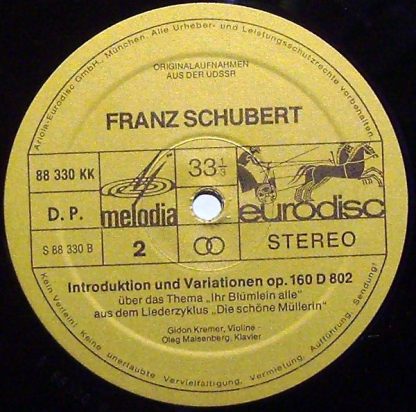 Ariola-Eurodisc GmbH., München. Alle Urheber- und Leistungsschutzrechte vorbehalten.
ORIGINALAUFNAHMEN
AUS DER UDSSR
FRANZ SCHUBERT
88 330 KK
33 1/3
D. P.
melodia
eurodisc
S 88 330 B
2
STEREO
Introduktion und Variationen op. 160 D 802
über das Thema „Ihr Blümlein alle"
aus dem Liederzyklus „Die schöne Müllerin"
Gidon Kremer, Violine
Oleg Maisenberg, Klavier
Kein Verleih! Keine unerlaubte Vervielfältigung, Vermietung, Aufführung, Sendung!